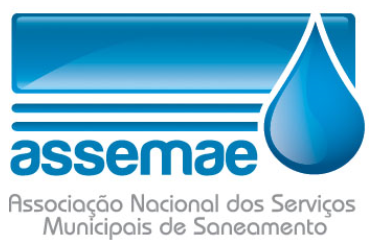 assemae
Associação Nacional dos Serviços
Municipais de Saneamento